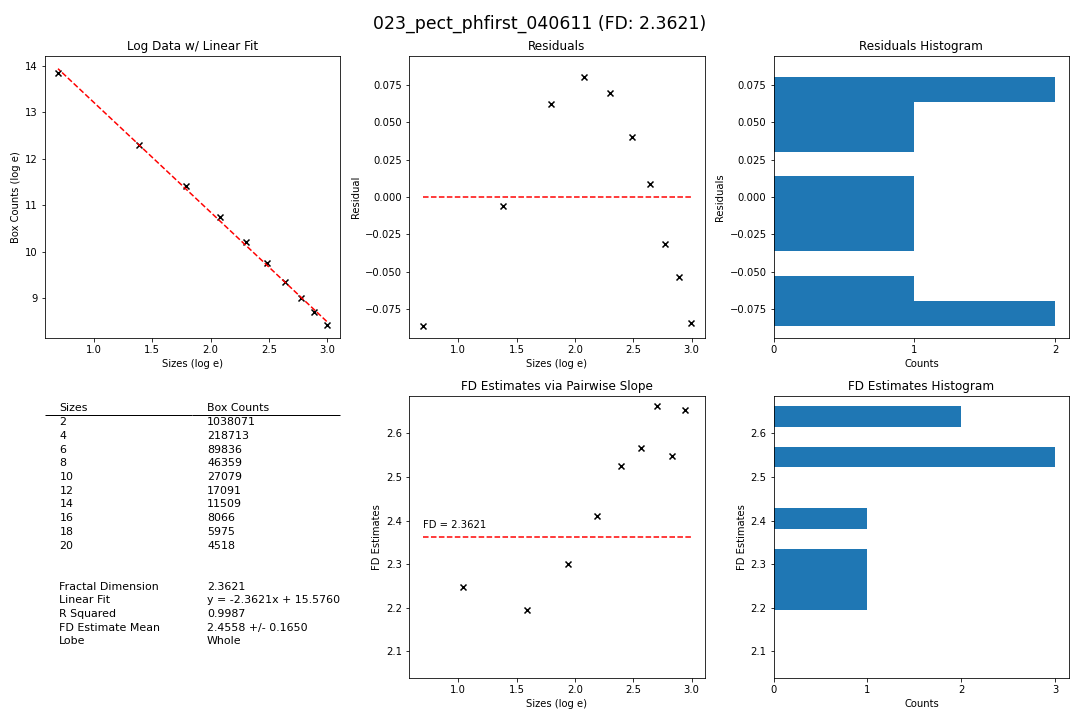 023_pect_phfirst_040611 (FD: 2.3621)
Log Data w/ Linear Fit
Box Counts (log e)
14
13
12
11
10
9
1.0 1.5 2.0 2.5 3.0
Sizes (log e)
Residuals
Residual
0.075
0.050
0.025
0.000
−0.025
−0.050
−0.075
1.0 1.5 2.0 2.5 3.0
Sizes (log e)
Residuals Histogram
Residuals
0.075
0.050
0.025
0.000
−0.025
−0.050
−0.075
0 1 2
Counts
Sizes Box Counts
2 1038071
4 218713
6 89836
8 46359
10 27079
12 17091
14 11509
16 8066
18 5975
20 4518
Fractal Dimension 2.3621
Linear Fit y = -2.3621x + 15.5760
R Squared 0.9987
FD Estimate Mean 2.4558 +/- 0.1650
Lobe Whole
FD Estimates via Pairwise Slope
FD Estimates
2.6
2.5
2.4
2.3
2.2
2.1
FD = 2.3621
1.0 1.5 2.0 2.5 3.0
Sizes (log e)
FD Estimates Histogram
FD Estimates
2.6
2.5
2.4
2.3
2.2
2.1
0 1 2 3
Counts